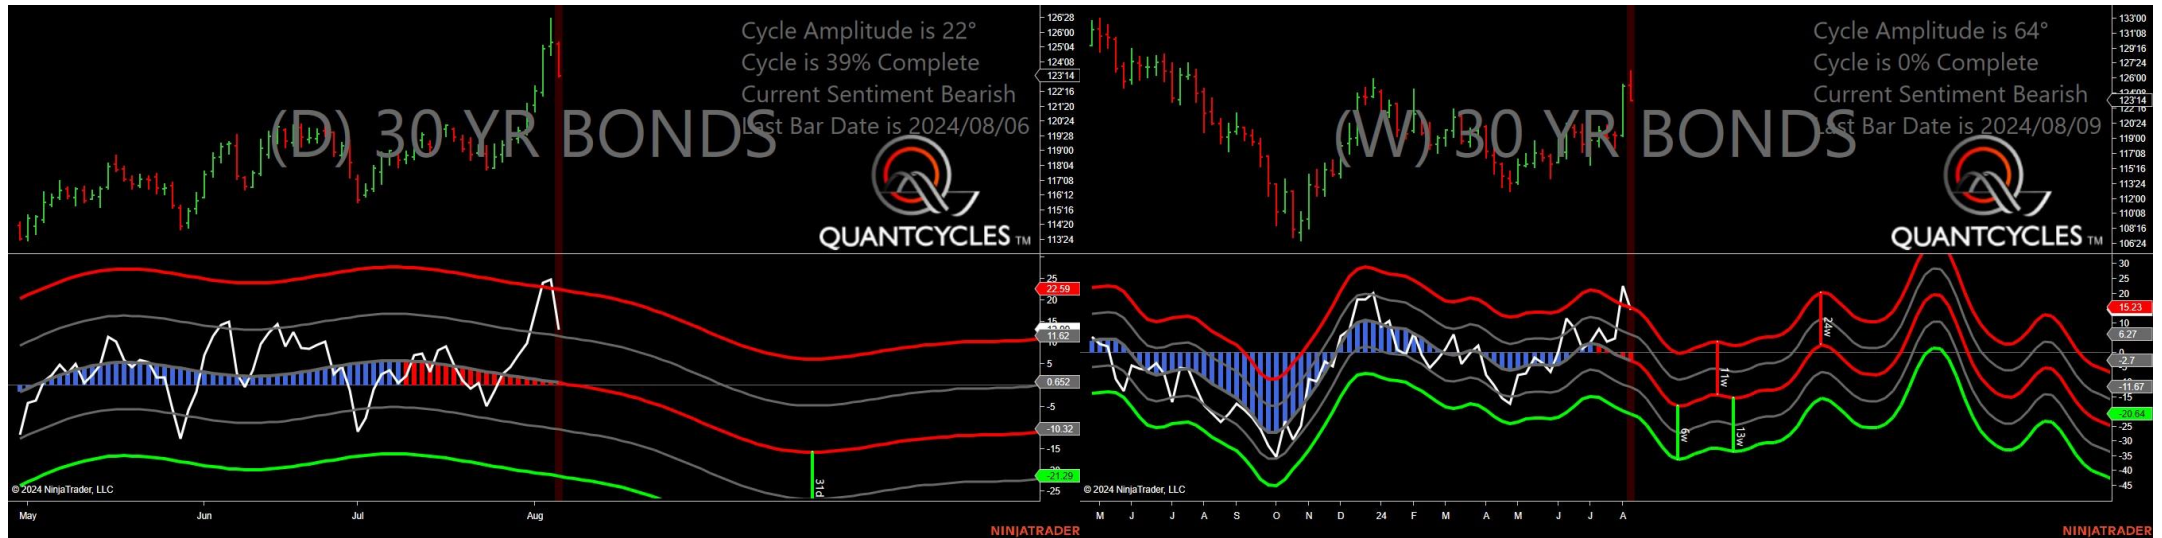 Cycle Amplitude is 22°
Cycle is 39% Complete
Current Sentiment Bearish
Last Bar Date is 2024/08/06
(D) 30 YR BONDS
QUANTCYCLES TM
126'28
126'00
125'04
124'08
123'14
122'16
121'20
120'24
119'28
119'00
118'04
117'08
116'12
115'16
114'20
113'24
25
22.59
20
15
11.62
10
5
0.652
-5
-10.32
-15
-21.29
-25
31d
© 2024 NinjaTrader, LLC
May Jun Jul Aug
NINJATRADER
Cycle Amplitude is 64°
Cycle is 0% Complete
Current Sentiment Bearish
Last Bar Date is 2024/08/09
(W) 30 YR BONDS
QUANTCYCLES TM
133'00
131'08
129'16
127'24
126'00
123'14
120'24
119'00
117'08
115'16
113'24
112'00
110'08
108'16
106'24
30
25
20
15.23
10
6.27
-2.7
-5
-11.67
-15
-20.64
-25
-30
-35
-40
-45
6w
11w
13w
24w
© 2024 NinjaTrader, LLC
M J J A S O N D 24 F M A M J J A
NINJATRADER